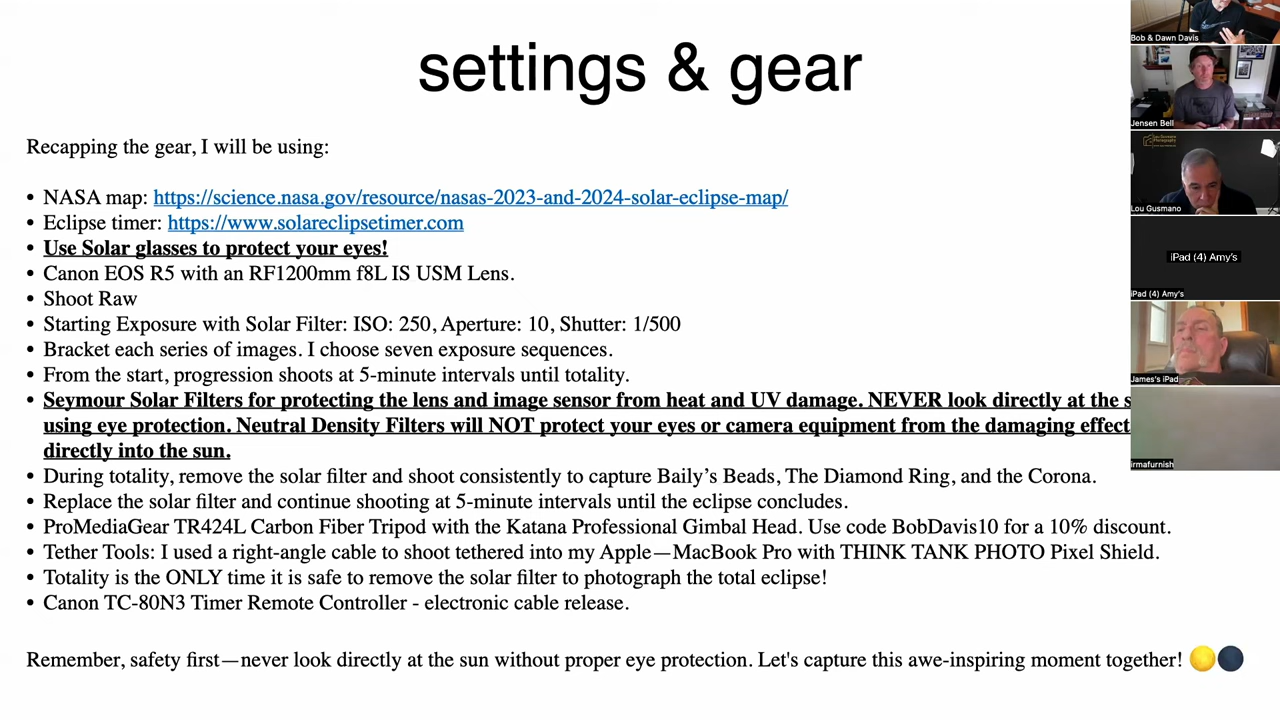 settings & gear
Recapping the gear, I will be using:
• NASA map: https://science.nasa.gov/resource/nasas-2023-and-2024-solar-eclipse-map/
• Eclipse timer: https://www.solareclipsetimer.com
• Use Solar glasses to protect your eyes!
• Canon EOS R5 with an RF1200mm f8L IS USM Lens.
• Shoot Raw
• Starting Exposure with Solar Filter: ISO: 250, Aperture: 10, Shutter: 1/500
• Bracket each series of images. I choose seven exposure sequences.
• From the start, progression shoots at 5-minute intervals until totality.
• Seymour Solar Filters for protecting the lens and image sensor from heat and UV damage. NEVER look directly at the s
using eye protection. Neutral Density Filters will NOT protect your eyes or camera equipment from the damaging effect
directly into the sun.
• During totality, remove the solar filter and shoot consistently to capture Baily’s Beads, The Diamond Ring, and the Corona.
• Replace the solar filter and continue shooting at 5-minute intervals until the eclipse concludes.
• ProMediaGear TR424L Carbon Fiber Tripod with the Katana Professional Gimbal Head. Use code BobDavis10 for a 10% discount.
• Tether Tools: I used a right-angle cable to shoot tethered into my Apple—MacBook Pro with THINK TANK PHOTO Pixel Shield.
• Totality is the ONLY time it is safe to remove the solar filter to photograph the total eclipse!
• Canon TC-80N3 Timer Remote Controller - electronic cable release.
Remember, safety first—never look directly at the sun without proper eye protection. Let's capture this awe-inspiring moment together!
Bob & Dawn Davis
Jensen Bell
Lou Gusmano
iPad (4) Amy's
iPad (4) Amy's
James's iPad
irmafurnish